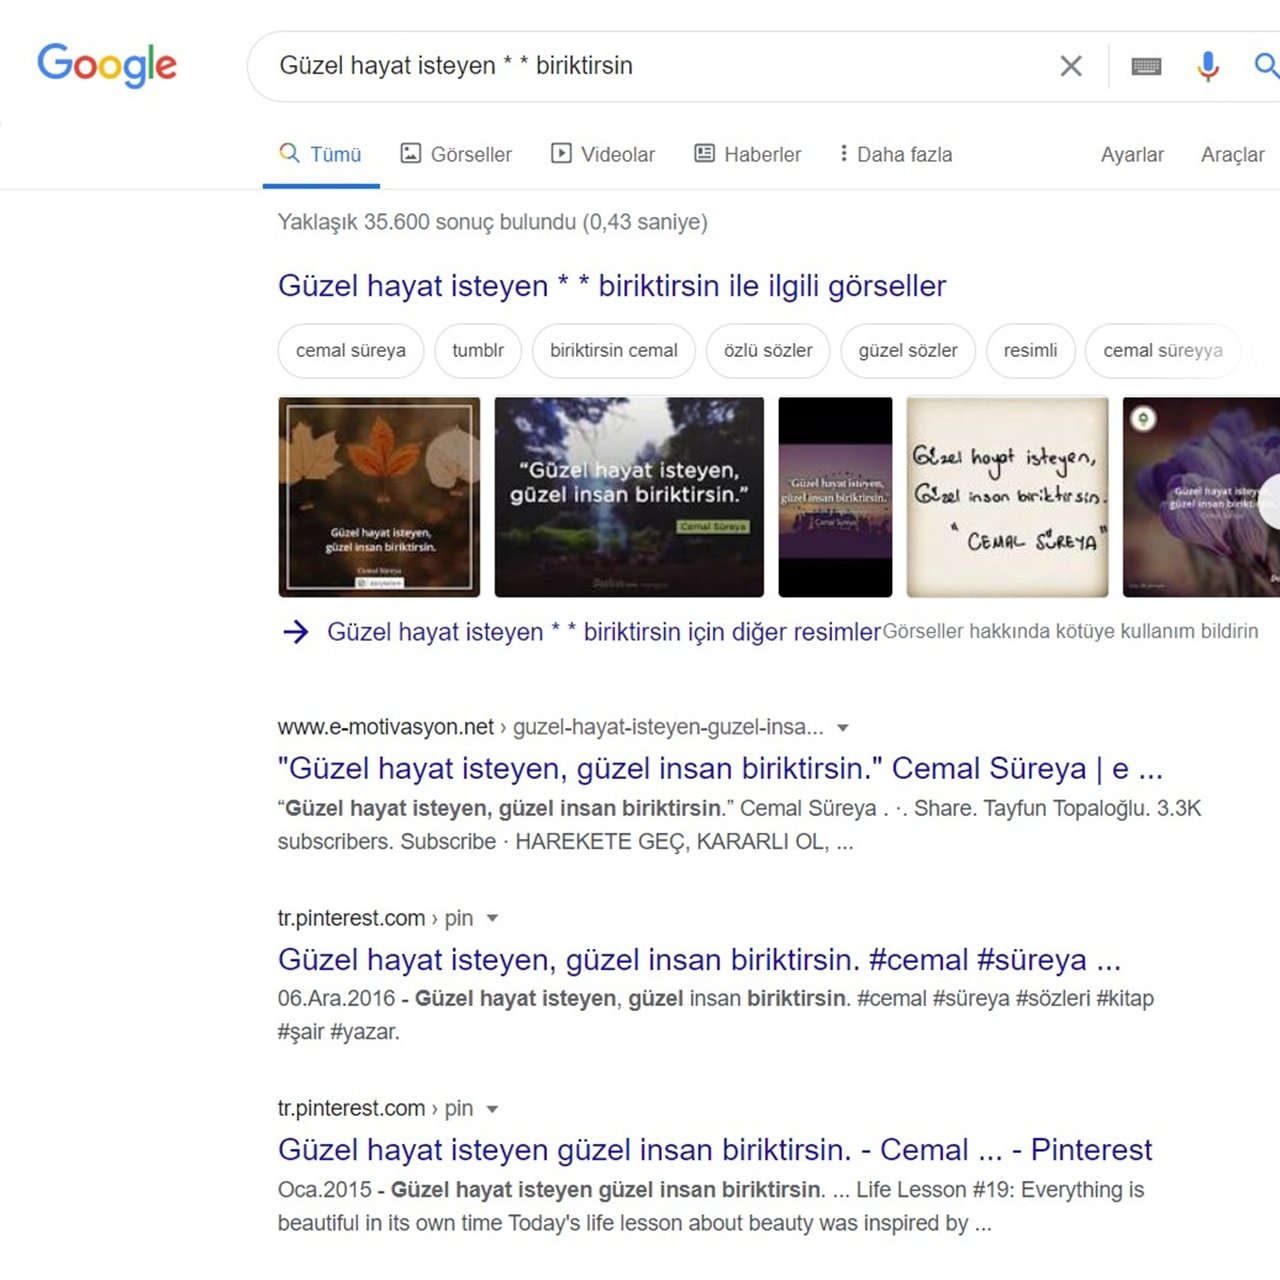 Google
Güzel hayat isteyen * * biriktirsin
Tümü
Görseller
Videolar
Haberler
Daha fazla
Ayarlar
Araçlar
Yaklaşık 35.600 sonuç bulundu (0,43 saniye)
Güzel hayat isteyen * * biriktirsin ile ilgili görseller
cemal süreya
tumblr
biriktirsin cemal
özlü sözler
güzel sözler
resimli
cemal süreyya
Güzel hayat isteyen,
güzel insan biriktirsin.
Cemal Süreya
“Güzel hayat isteyen,
güzel insan biriktirsin.”
Cemal Süreya
"Güzel hayat isteyen,
güzel insan biriktirsin."
Cemal Süreya
Güzel hayat isteyen,
Güzel insan biriktirsin.
"CEMAL SÜREYA"
Güzel hayat
güzel insan
Güzel hayat isteyen * * biriktirsin için diğer resimler
Görseller hakkında kötüye kullanım bildirin
www.e-motivasyon.net › guzel-hayat-isteyen-guzel-insa...
"Güzel hayat isteyen, güzel insan biriktirsin." Cemal Süreya | e ...
“Güzel hayat isteyen, güzel insan biriktirsin.” Cemal Süreya . ·. Share. Tayfun Topaloğlu. 3.3K
subscribers. Subscribe · HAREKETE GEÇ, KARARLI OL, ...
tr.pinterest.com › pin
Güzel hayat isteyen, güzel insan biriktirsin. #cemal #süreya ...
06.Ara.2016 - Güzel hayat isteyen, güzel insan biriktirsin. #cemal #süreya #sözleri #kitap
#şair #yazar.
tr.pinterest.com › pin
Güzel hayat isteyen güzel insan biriktirsin. - Cemal ... - Pinterest
Oca.2015 - Güzel hayat isteyen güzel insan biriktirsin. ... Life Lesson #19: Everything is
beautiful in its own time Today's life lesson about beauty was inspired by ...